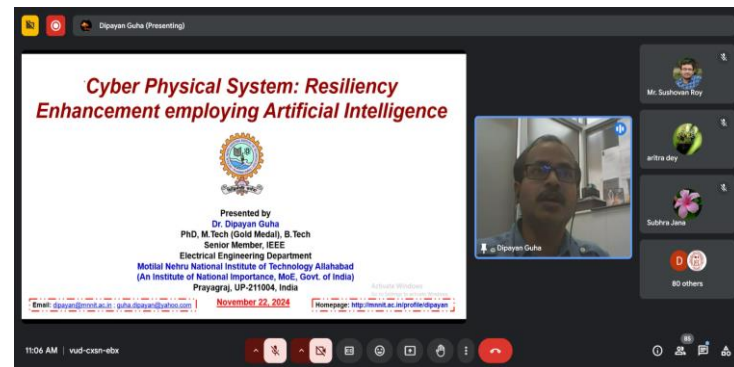 Dipayan Guha (Presenting)
Cyber Physical System: Resiliency
Enhancement employing Artificial Intelligence
Presented by
Dr. Dipayan Guha
PhD, M.Tech (Gold Medal), B.Tech
Senior Member, IEEE
Electrical Engineering Department
Motilal Nehru National Institute of Technology Allahabad
(An Institute of National Importance, MoE, Govt. of India)
Prayagraj, UP-211004, India
Activate Windows
Email: dipayan@mnnit.ac.in ; guha.dipayan@yahoo.com
November 22, 2024
Homepage: http://mnnit.ac.in/profile/dipayan
Dipayan Guha
Mr. Sushovan Roy
aritra dey
Subhra Jana
D
80 others
11:06 AM | vud-cxsn-ebx
85